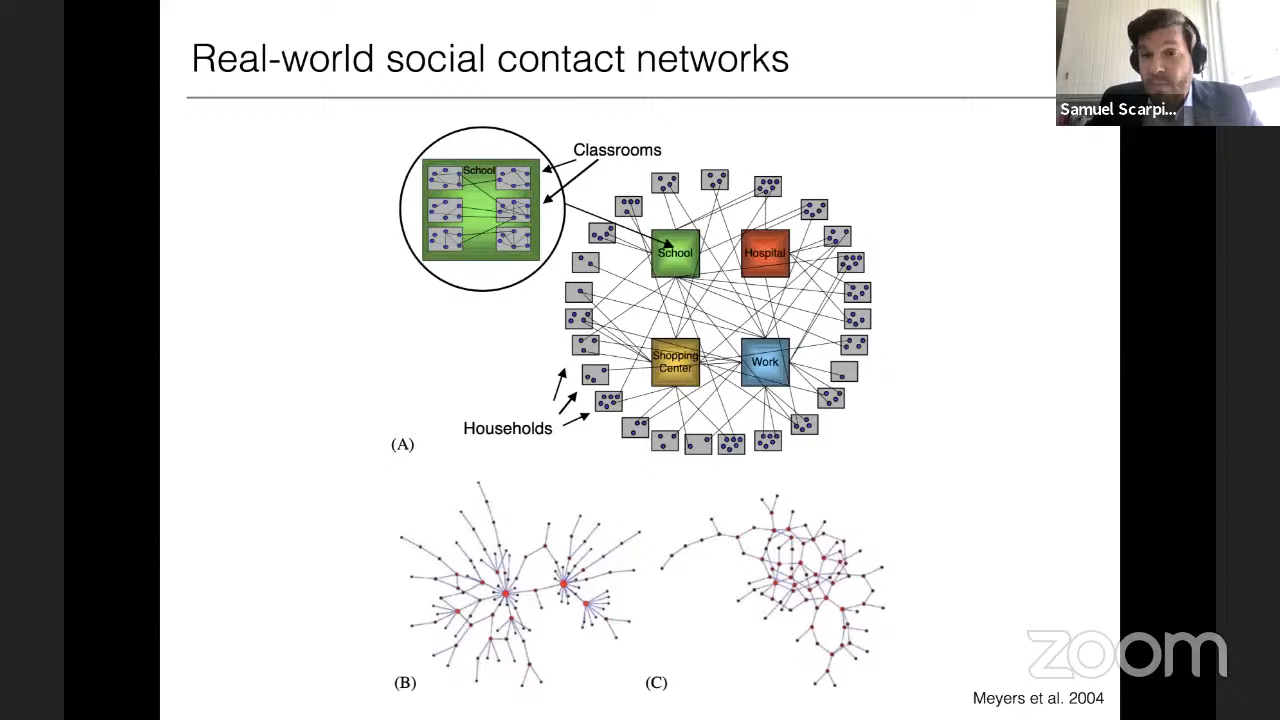 Real-world social contact networks
Samuel Scarpi...
Classrooms
School
School
Hospital
Shopping
Center
Work
Households
(A)
(B)
(C)
zoom
Meyers et al. 2004